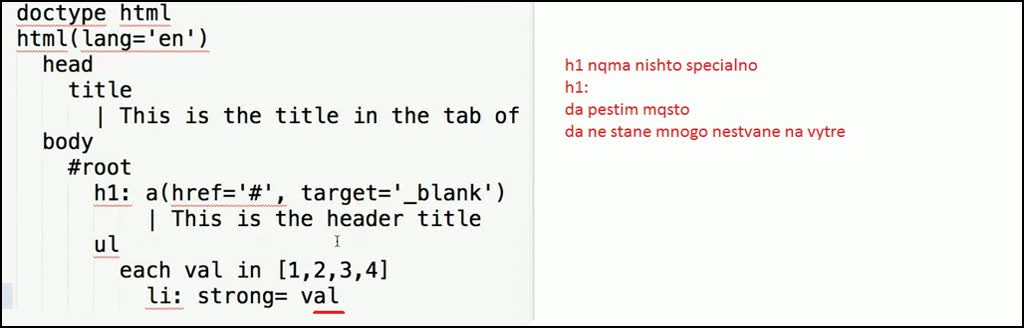 doctype html
html(lang='en')
head
title
| This is the title in the tab of
body
#root
h1: a(href='#', target='_blank')
| This is the header title
ul
each val in [1,2,3,4]
li: strong= val
h1 nqma nishto specialno
h1:
da pestim mqsto
da ne stane mnogo nestvane na vytre